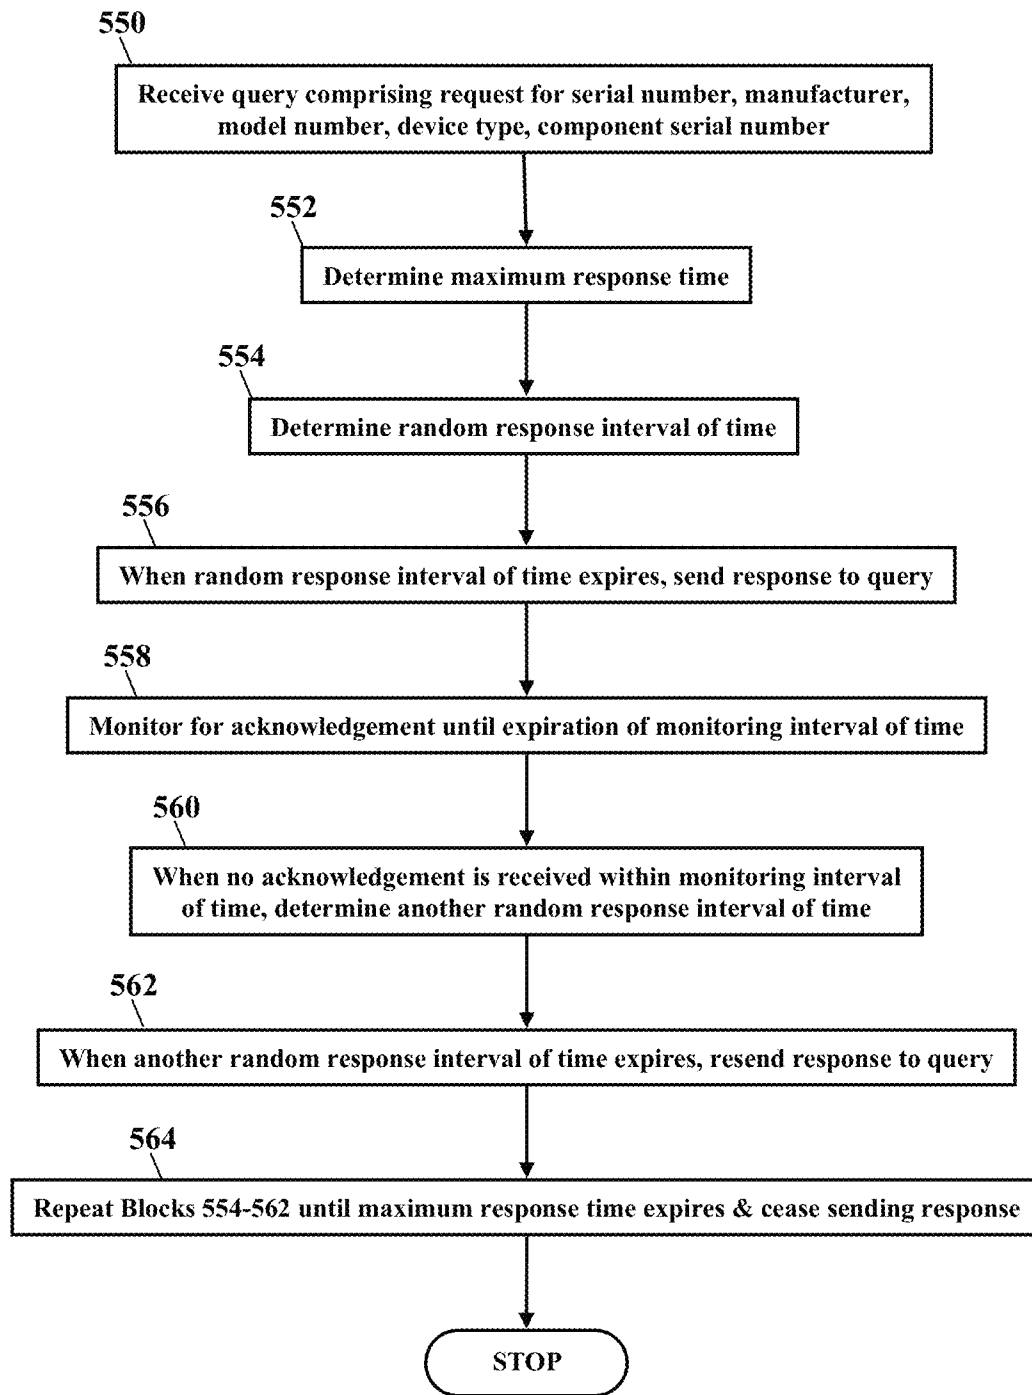 550
Receive query comprising request for serial number, manufacturer,
model number, device type, component serial number
552
Determine maximum response time
554
Determine random response interval of time
556
When random response interval of time expires, send response to query
558
Monitor for acknowledgement until expiration of monitoring interval of time
560
When no acknowledgement is received within monitoring interval
of time, determine another random response interval of time
562
When another random response interval of time expires, resend response to query
564
Repeat Blocks 554-562 until maximum response time expires & cease sending response
STOP